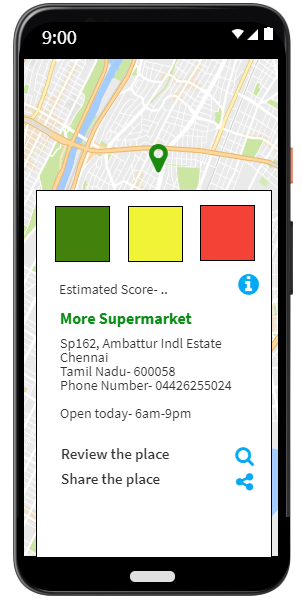 9:00
Estimated Score- ..
More Supermarket
Sp162, Ambattur Indl Estate
Chennai
Tamil Nadu- 600058
Phone Number- 04426255024
Open today- 6am-9pm
Review the place
Share the place